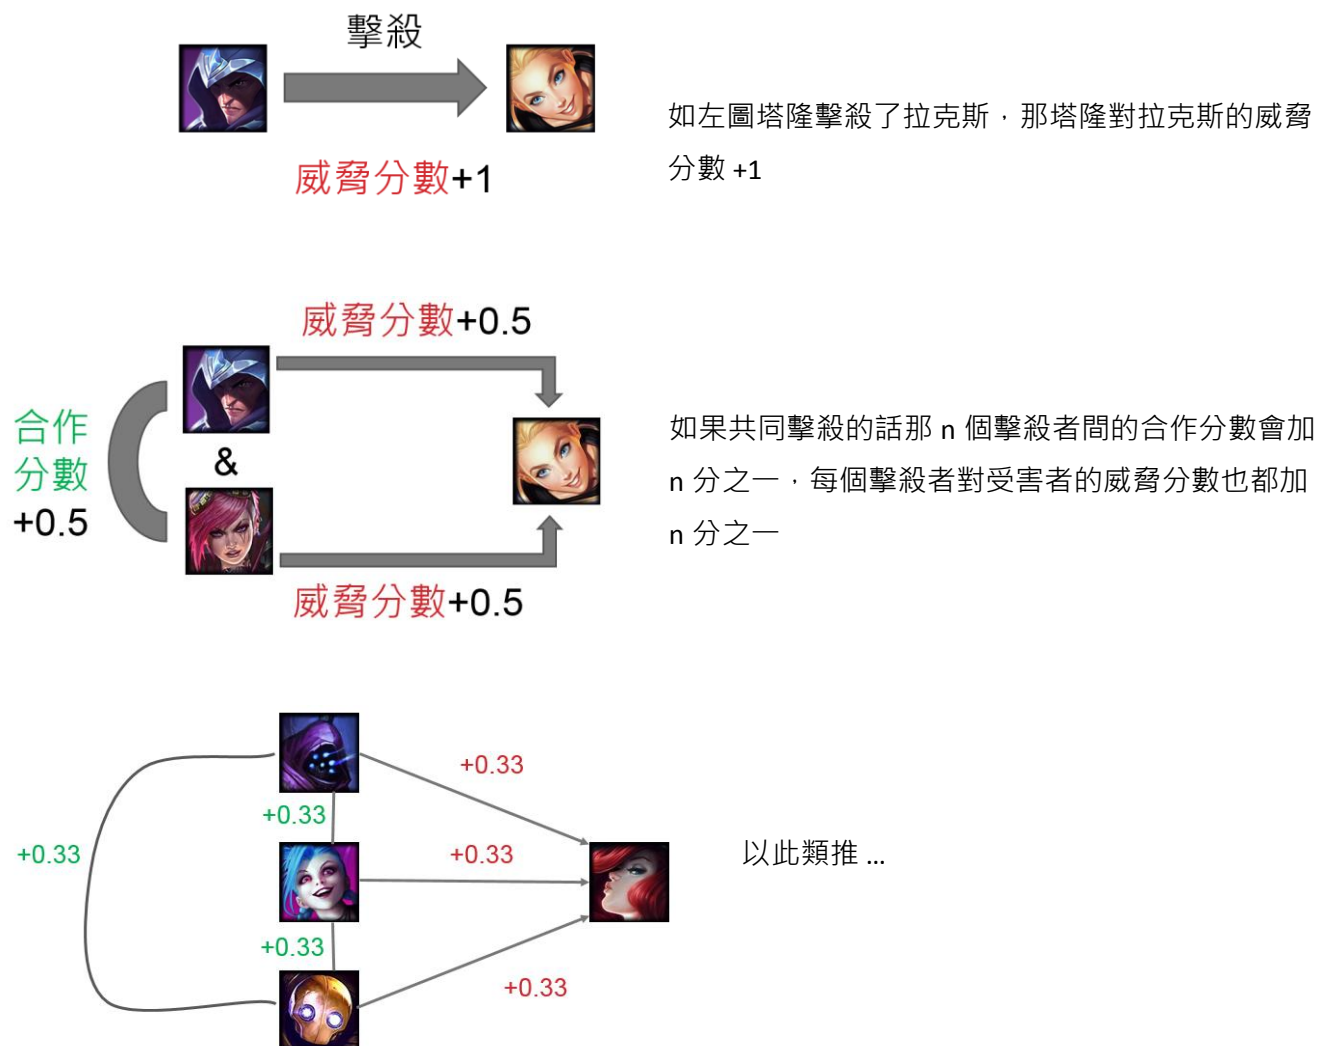 擊殺
威脅分數+1
如左圖塔隆擊殺了拉克斯，那塔隆對拉克斯的威脅
分數 +1
威脅分數+0.5
合作
分數
+0.5
&
威脅分數+0.5
如果共同擊殺的話那 n 個擊殺者間的合作分數會加
n 分之一，每個擊殺者對受害者的威脅分數也都加
n 分之一
+0.33
+0.33
+0.33
+0.33
+0.33
+0.33
以此類推 ...